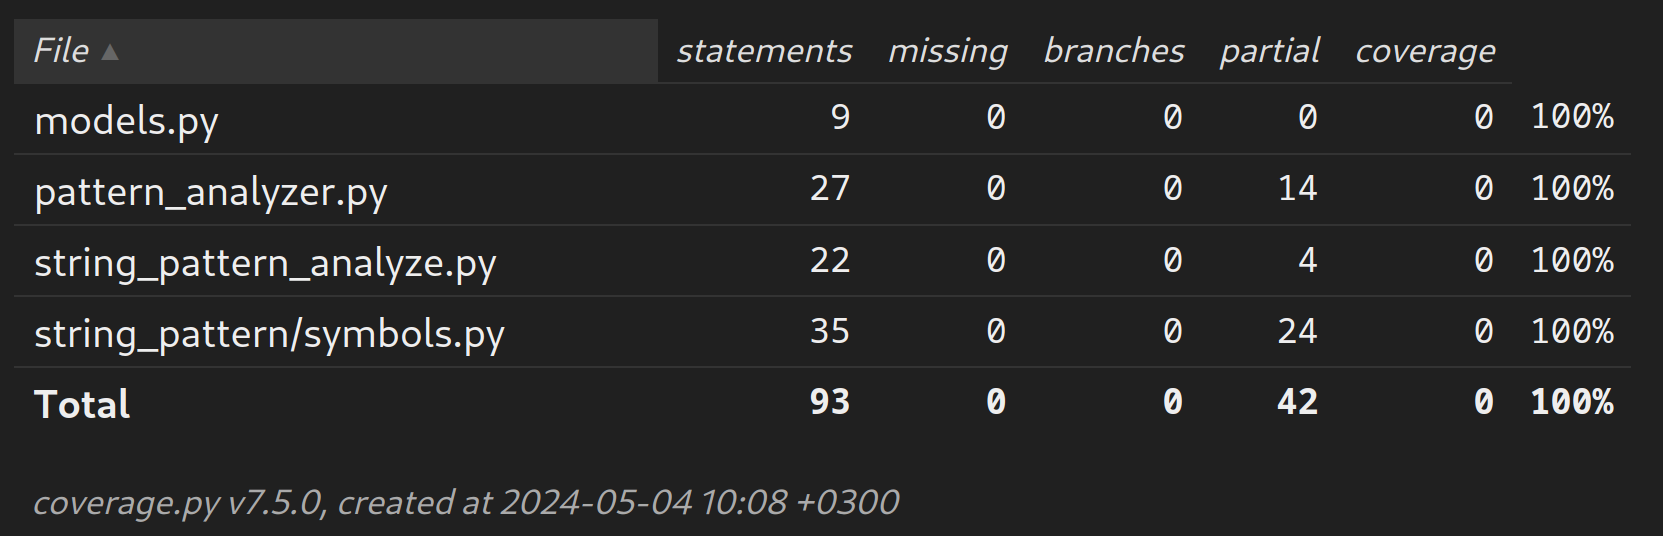 File ▲ statements missing branches partial coverage
models.py 9 0 0 0 0 100%
pattern_analyzer.py 27 0 0 14 0 100%
string_pattern_analyze.py 22 0 0 4 0 100%
string_pattern/symbols.py 35 0 0 24 0 100%
Total 93 0 0 42 0 100%
coverage.py v7.5.0, created at 2024-05-04 10:08 +0300